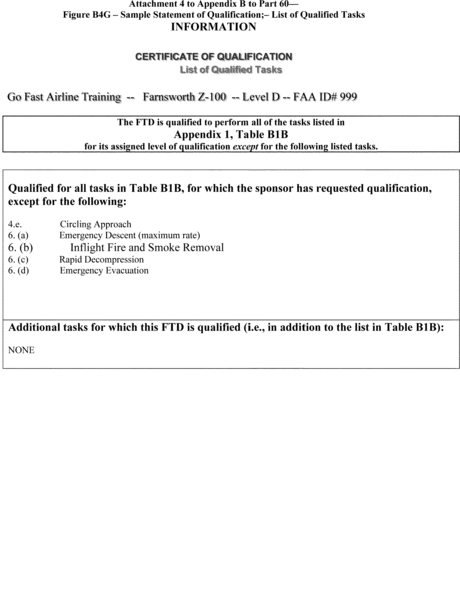 Attachment 4 to Appendix B to Part 60—
Figure B4G – Sample Statement of Qualification;– List of Qualified Tasks
INFORMATION
CERTIFICATE OF QUALIFICATION
List of Qualified Tasks
Go Fast Airline Training -- Farnsworth Z-100 -- Level D -- FAA ID# 999
The FTD is qualified to perform all of the tasks listed in
Appendix 1, Table B1B
for its assigned level of qualification except for the following listed tasks.
Qualified for all tasks in Table B1B, for which the sponsor has requested qualification,
except for the following:
4.e. Circling Approach
6. (a) Emergency Descent (maximum rate)
6. (b) Inflight Fire and Smoke Removal
6. (c) Rapid Decompression
6. (d) Emergency Evacuation
Additional tasks for which this FTD is qualified (i.e., in addition to the list in Table B1B):
NONE